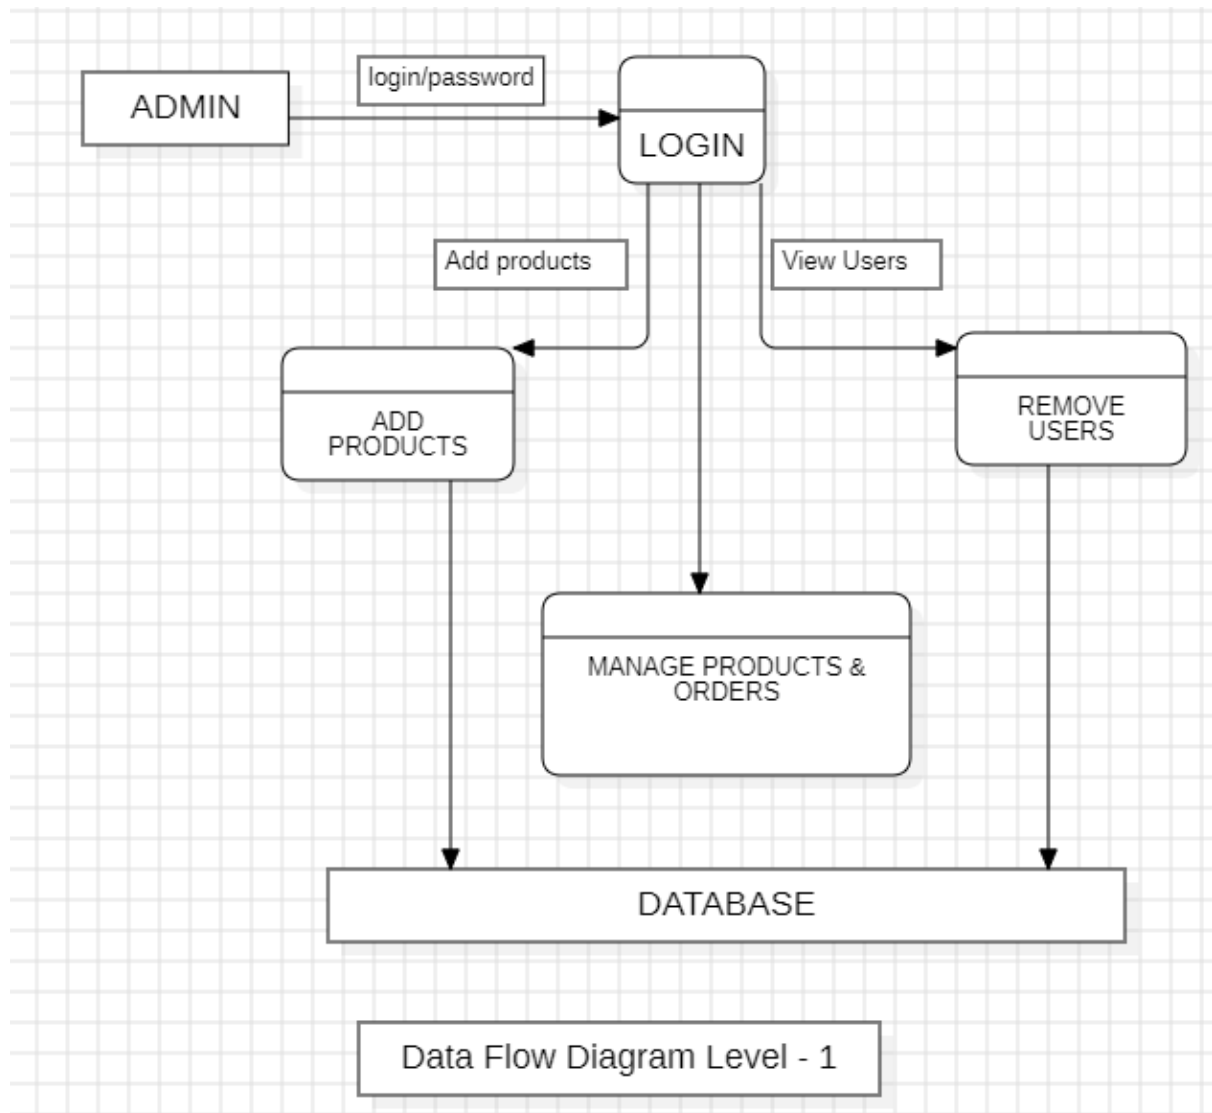 login/password
ADMIN
LOGIN
Add products
View Users
ADD
PRODUCTS
REMOVE
USERS
MANAGE PRODUCTS &
ORDERS
DATABASE
Data Flow Diagram Level - 1